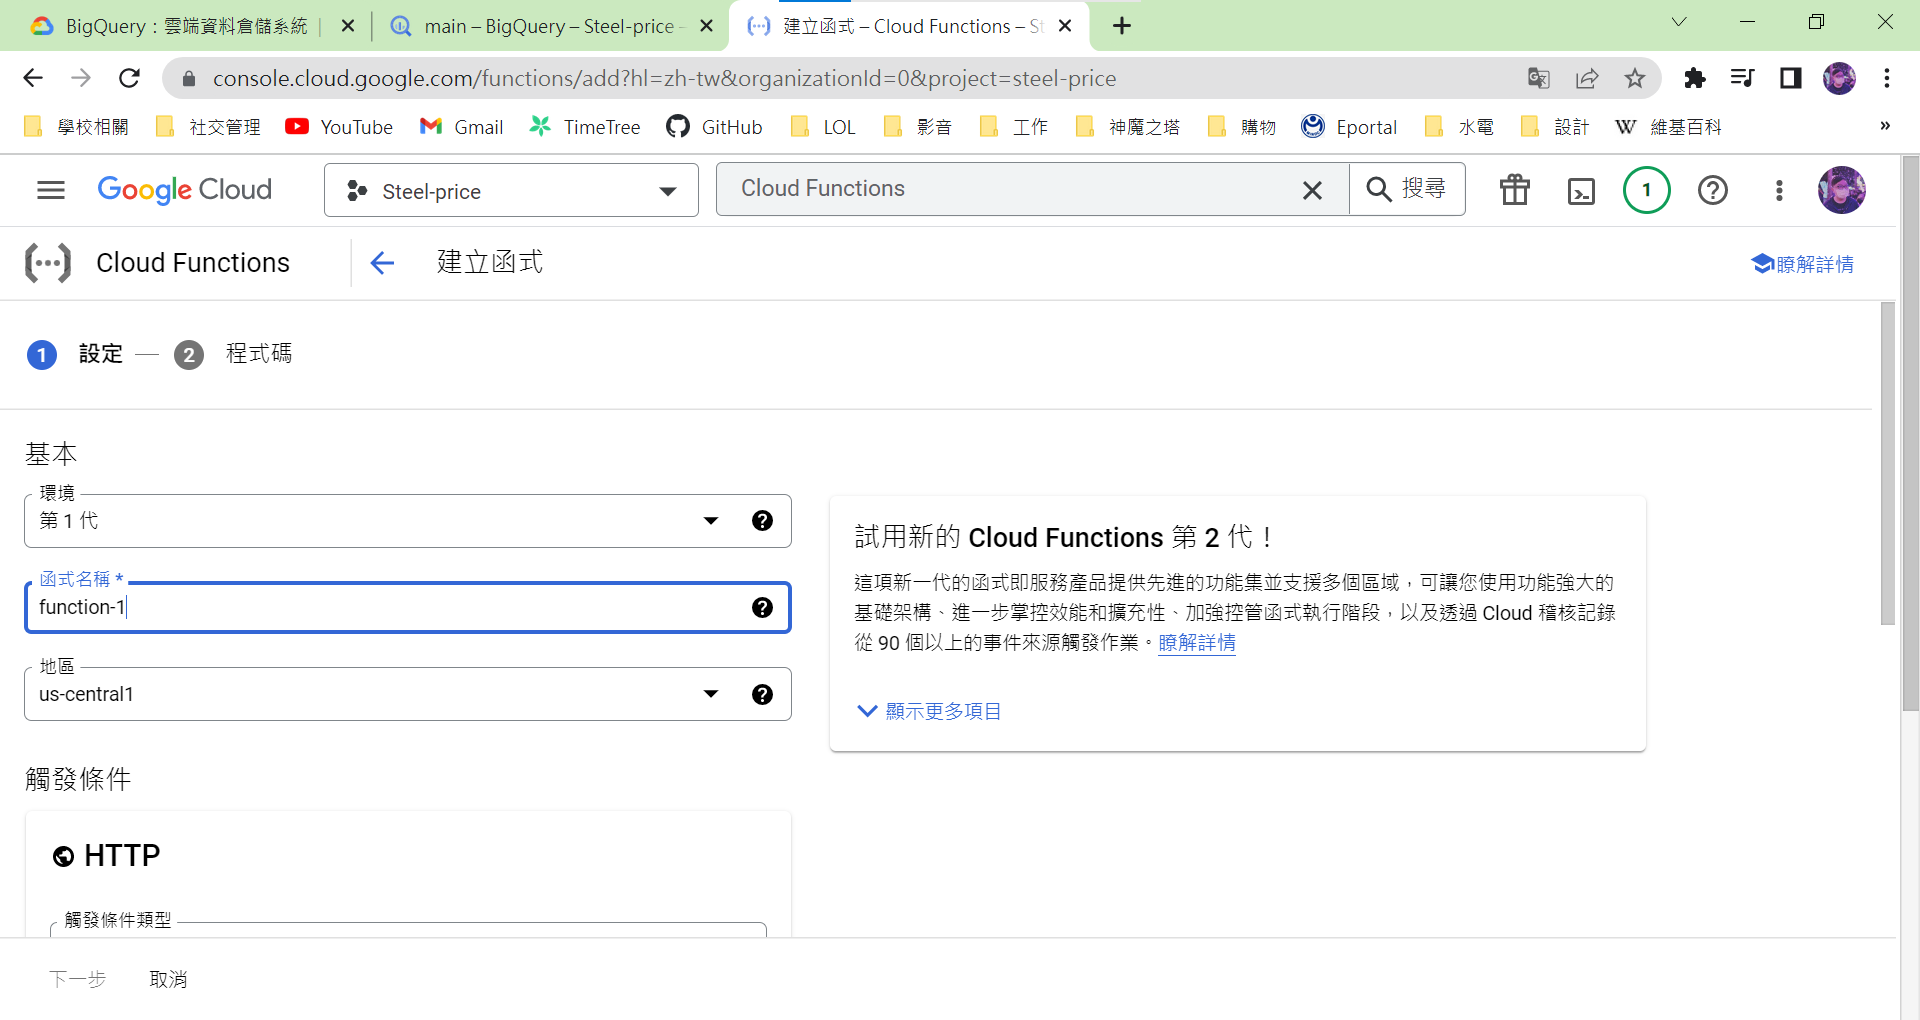 BigQuery：雲端資料倉儲系統
main – BigQuery – Steel-price -
建立函式 – Cloud Functions – St
console.cloud.google.com/functions/add?hl=zh-tw&organizationId=0&project=steel-price
學校相關 社交管理 YouTube Gmail TimeTree GitHub LOL 影音 工作 神魔之塔 購物 Eportal 水電 設計 維基百科 »
Google Cloud Steel-price Cloud Functions 搜尋 1
Cloud Functions 建立函式 瞭解詳情
1 設定 — 2 程式碼
基本
環境
第 1 代
函式名稱 *
function-1
地區
us-central1
試用新的 Cloud Functions 第 2 代！
這項新一代的函式即服務產品提供先進的功能集並支援多個區域，可讓您使用功能強大的
基礎架構、進一步掌控效能和擴充性、加強控管函式執行階段，以及透過 Cloud 稽核記錄
從 90 個以上的事件來源觸發作業。瞭解詳情
顯示更多項目
觸發條件
HTTP
觸發條件類型
下一步 取消